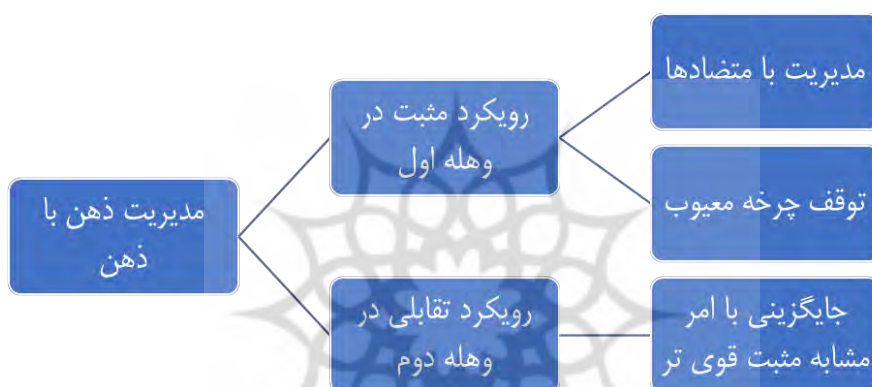 مدیریت ذهن با
ذهن
رویکرد مثبت در
وهله اول
مدیریت با متضادها
توقف چرخه معیوب
رویکرد تقابلی در
وهله دوم
جایگزینی با امر
مشابه مثبت قوی تر